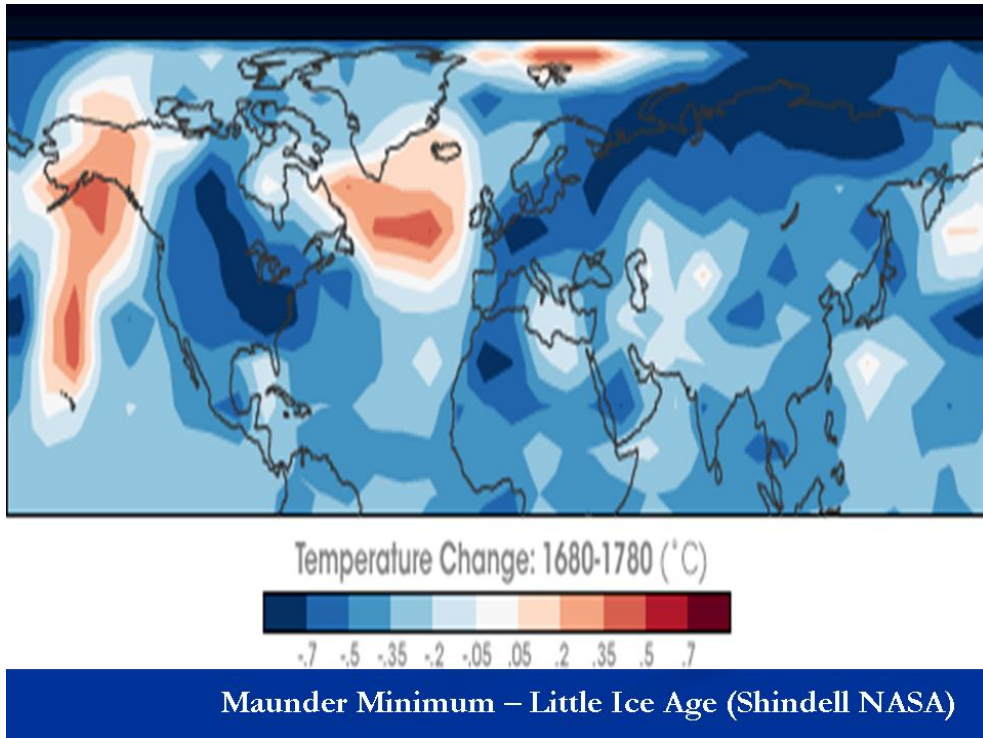 Temperature Change: 1680-1780 (˚C)
-.7 -.5 -.35 -.2 -.05 .05 .2 .35 .5 .7
Maunder Minimum – Little Ice Age (Shindell NASA)